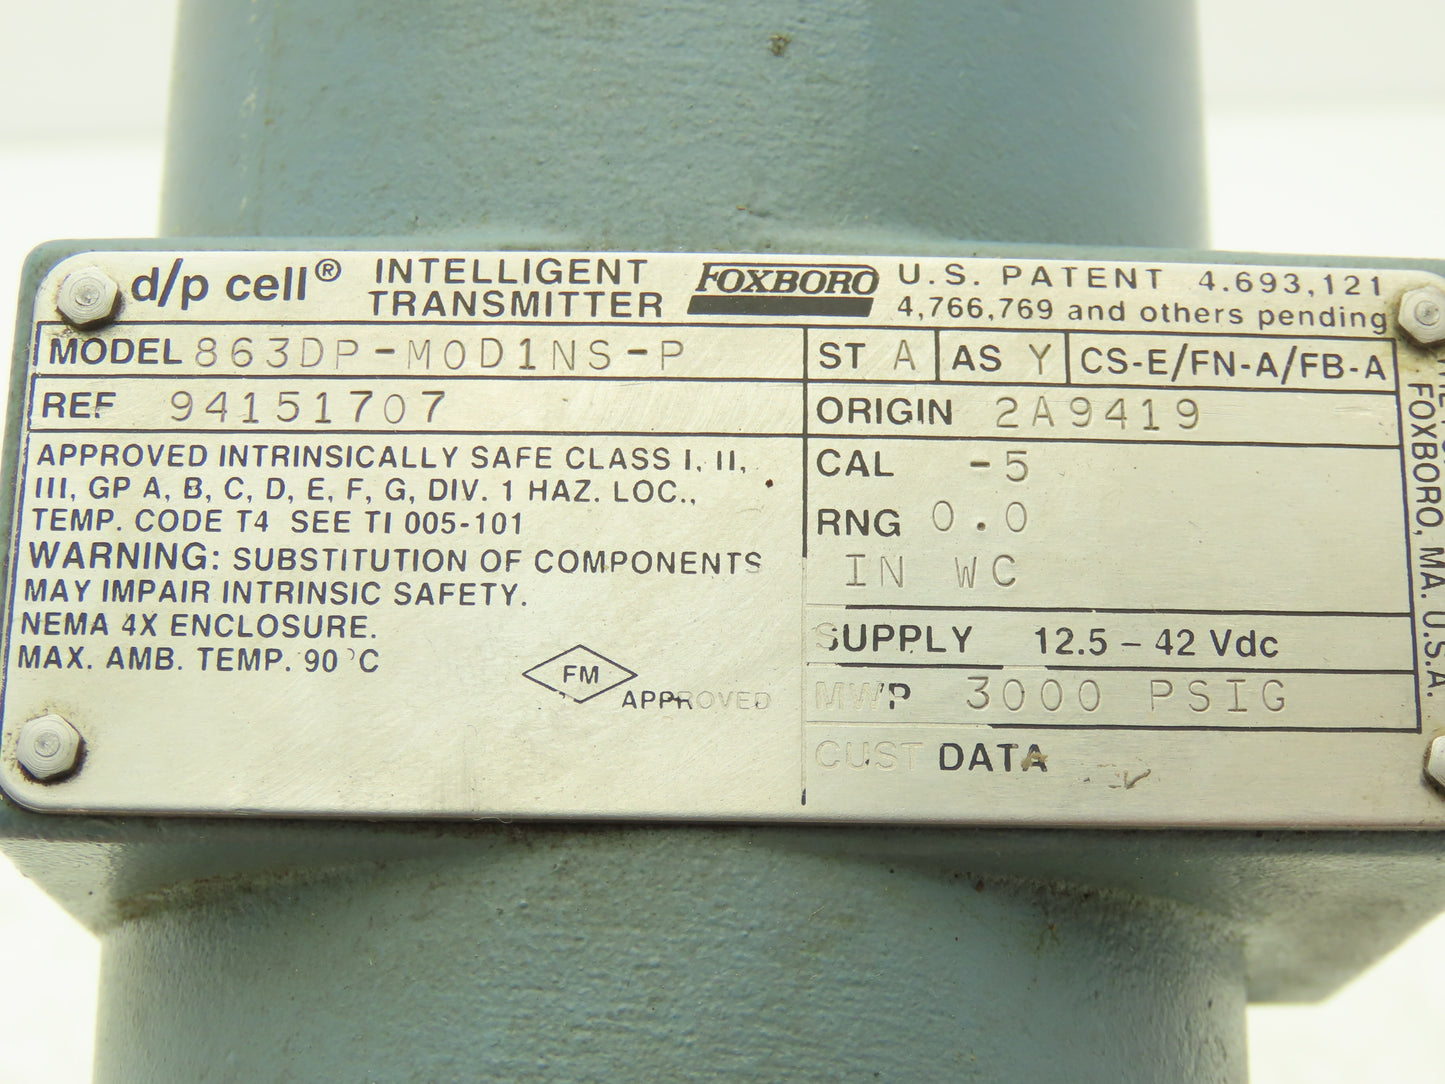 d/p cell® INTELLIGENT TRANSMITTER FOXBORO U.S. PATENT 4.693,121
4,766,769 and others pending
MODEL 863DP-M0D1NS-P
ST A AS Y CS-E/FN-A/FB-A
REF 94151707
ORIGIN 2A9419
APPROVED INTRINSICALLY SAFE CLASS I, II,
III, GP A, B, C, D, E, F, G, DIV. 1 HAZ. LOC.,
TEMP. CODE T4 SEE TI 005-101
WARNING: SUBSTITUTION OF COMPONENTS
MAY IMPAIR INTRINSIC SAFETY.
NEMA 4X ENCLOSURE.
MAX. AMB. TEMP. 90°C
FM
APPROVED
CAL -5
RNG 0.0
IN WC
SUPPLY 12.5 - 42 Vdc
MWP 3000 PSIG
CUST DATA
FOXBORO, MA. U.S.A.